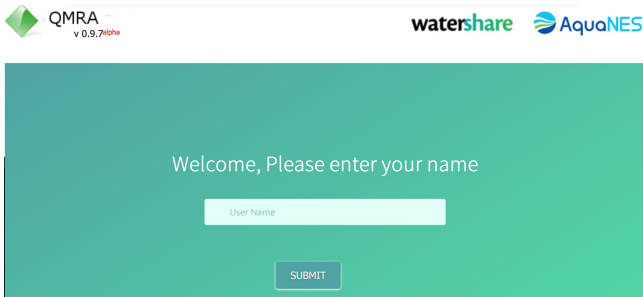 QMRA
v 0.9.7alpha
watershare AquaNES
Welcome, Please enter your name
User Name
SUBMIT